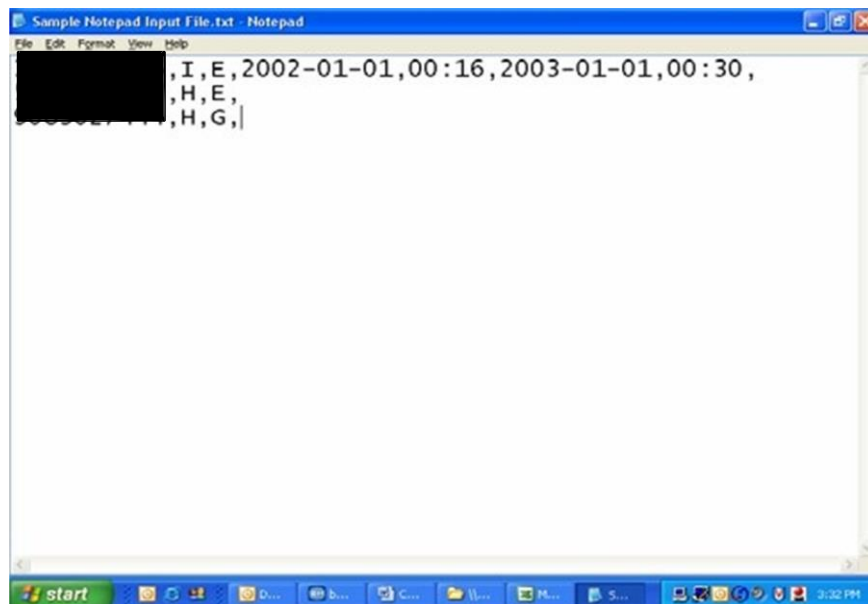 Sample Notepad Input File.txt - Notepad
File Edit Format View Help
,I,E,2002-01-01,00:16,2003-01-01,00:30,
,H,E,
,H,G,
start D... b... C... \\... M... S... 3:32 PM